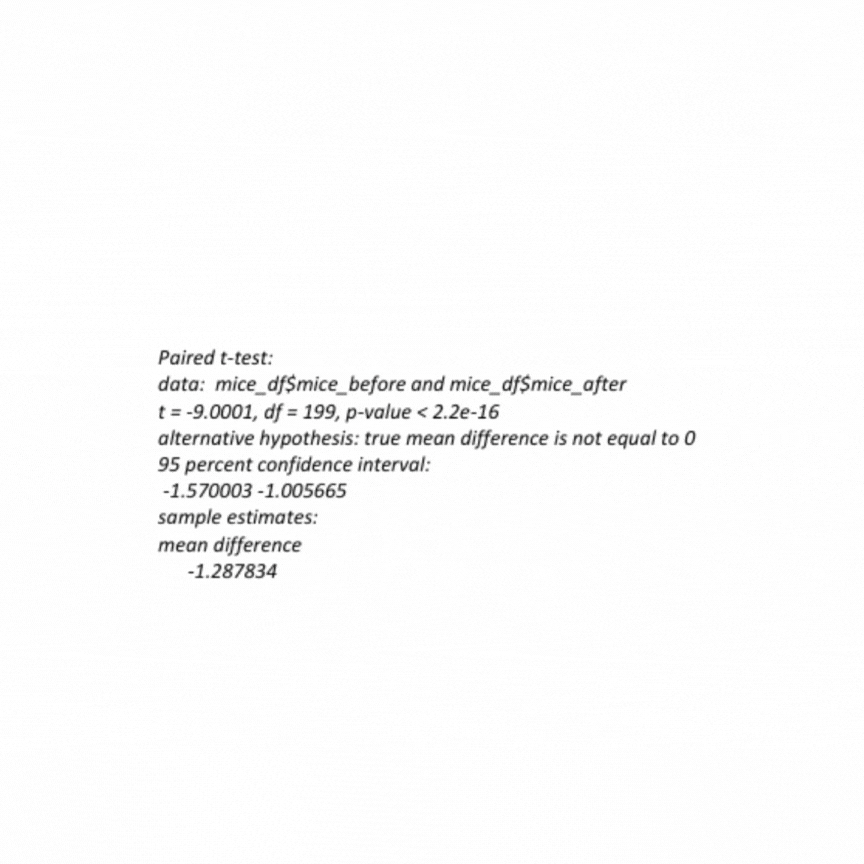 Paired t-test:
data:  mice_df$mice_before and mice_df$mice_after
t = -9.0001, df = 199, p-value < 2.2e-16
alternative hypothesis: true mean difference is not equal to 0
95 percent confidence interval:
 -1.570003 -1.005665
sample estimates:
mean difference
      -1.287834